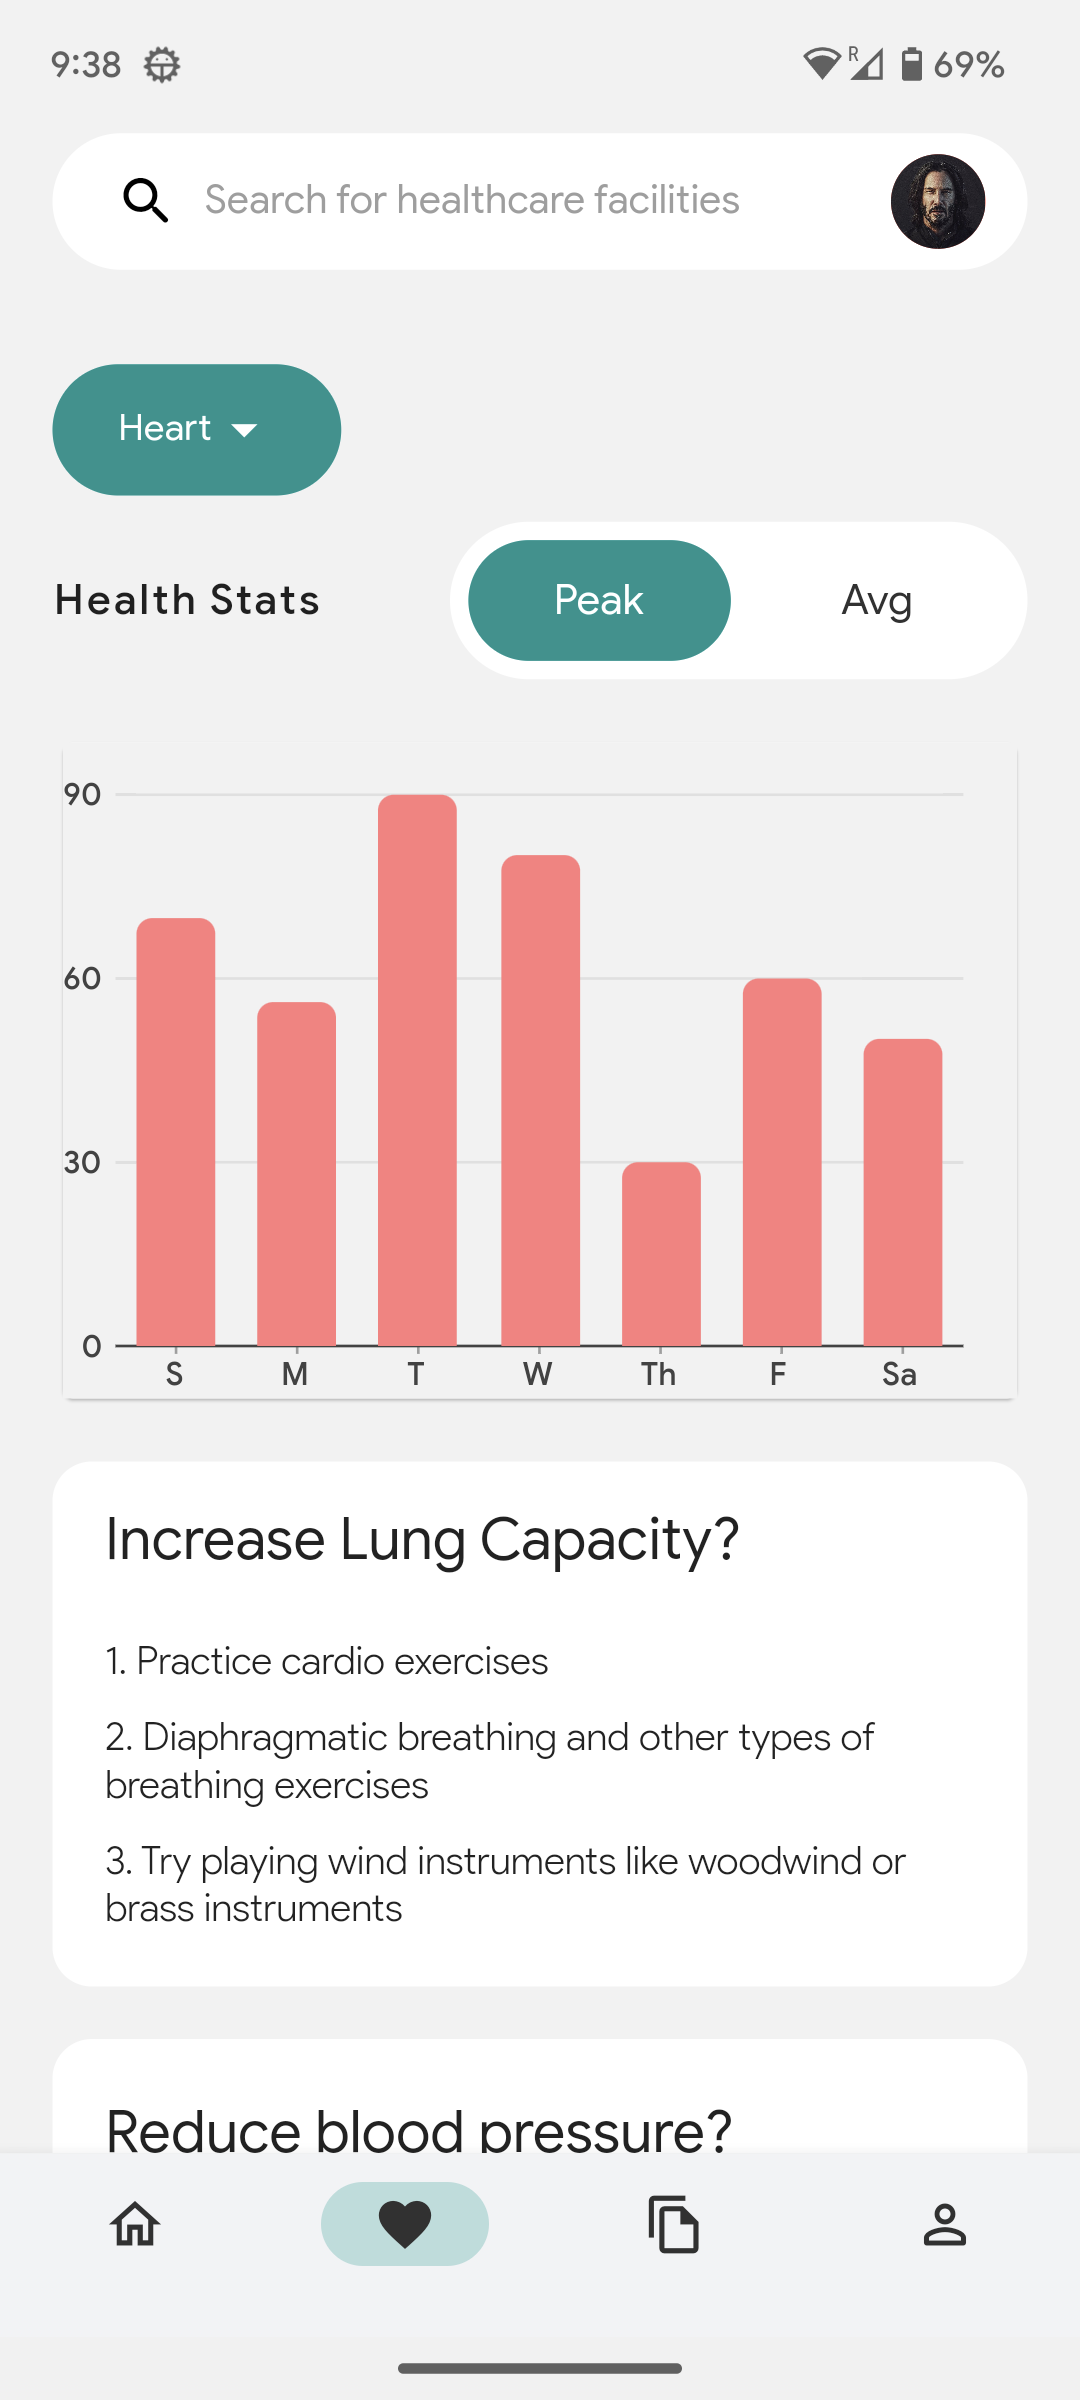 9:38
R
69%
Search for healthcare facilities
Heart
Health Stats
Peak
Avg
90
60
30
0
S M T W Th F Sa
Increase Lung Capacity?
1. Practice cardio exercises
2. Diaphragmatic breathing and other types of
breathing exercises
3. Try playing wind instruments like woodwind or
brass instruments
Reduce blood pressure?